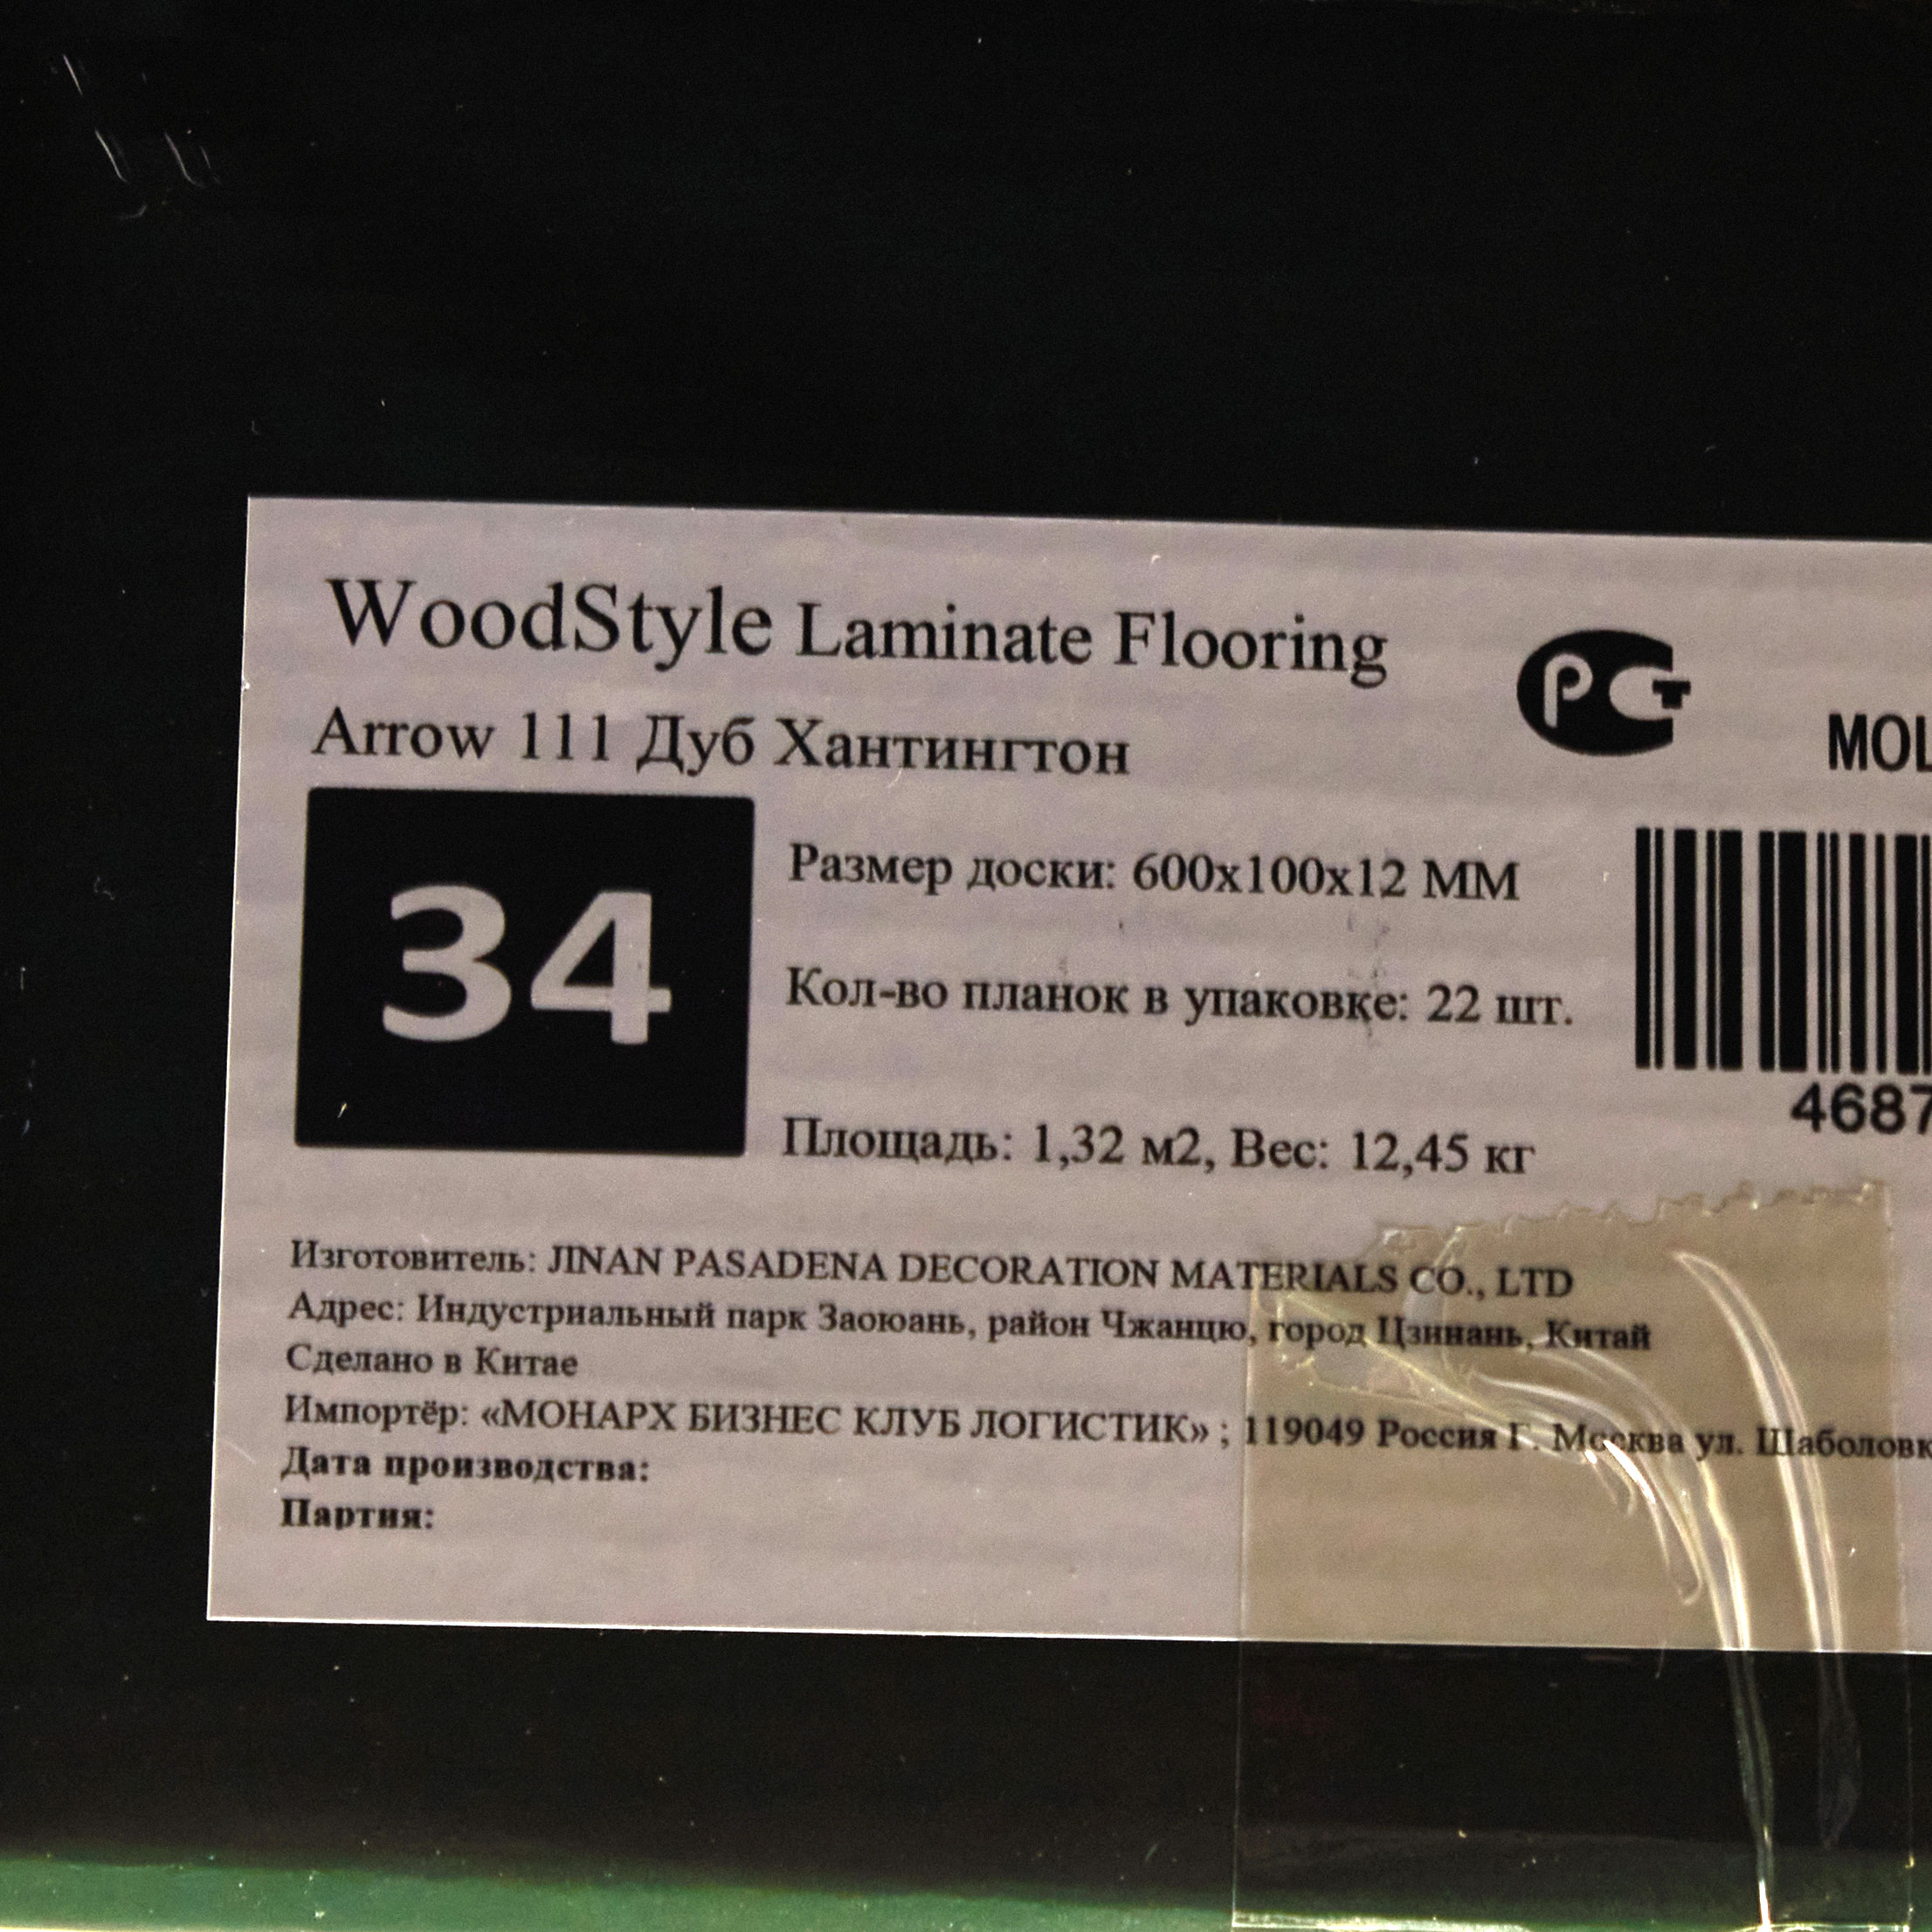 WoodStyle Laminate Flooring
РСТ
Arrow 111 Дуб Хантингтон
MOL
34
Размер доски: 600x100x12 ММ
Кол-во планок в упаковке: 22 шт.
4687
Площадь: 1,32 м2, Вес: 12,45 кг
Изготовитель: JINAN PASADENA DECORATION MATERIALS CO., LTD
Адрес: Индустриальный парк Заоюань, район Чжанцю, город Цзинань, Китай
Сделано в Китае
Импортёр: «МОНАРХ БИЗНЕС КЛУБ ЛОГИСТИК» ; 119049 Россия Г. Москва ул. Шаболовк
Дата производства:
Партия: